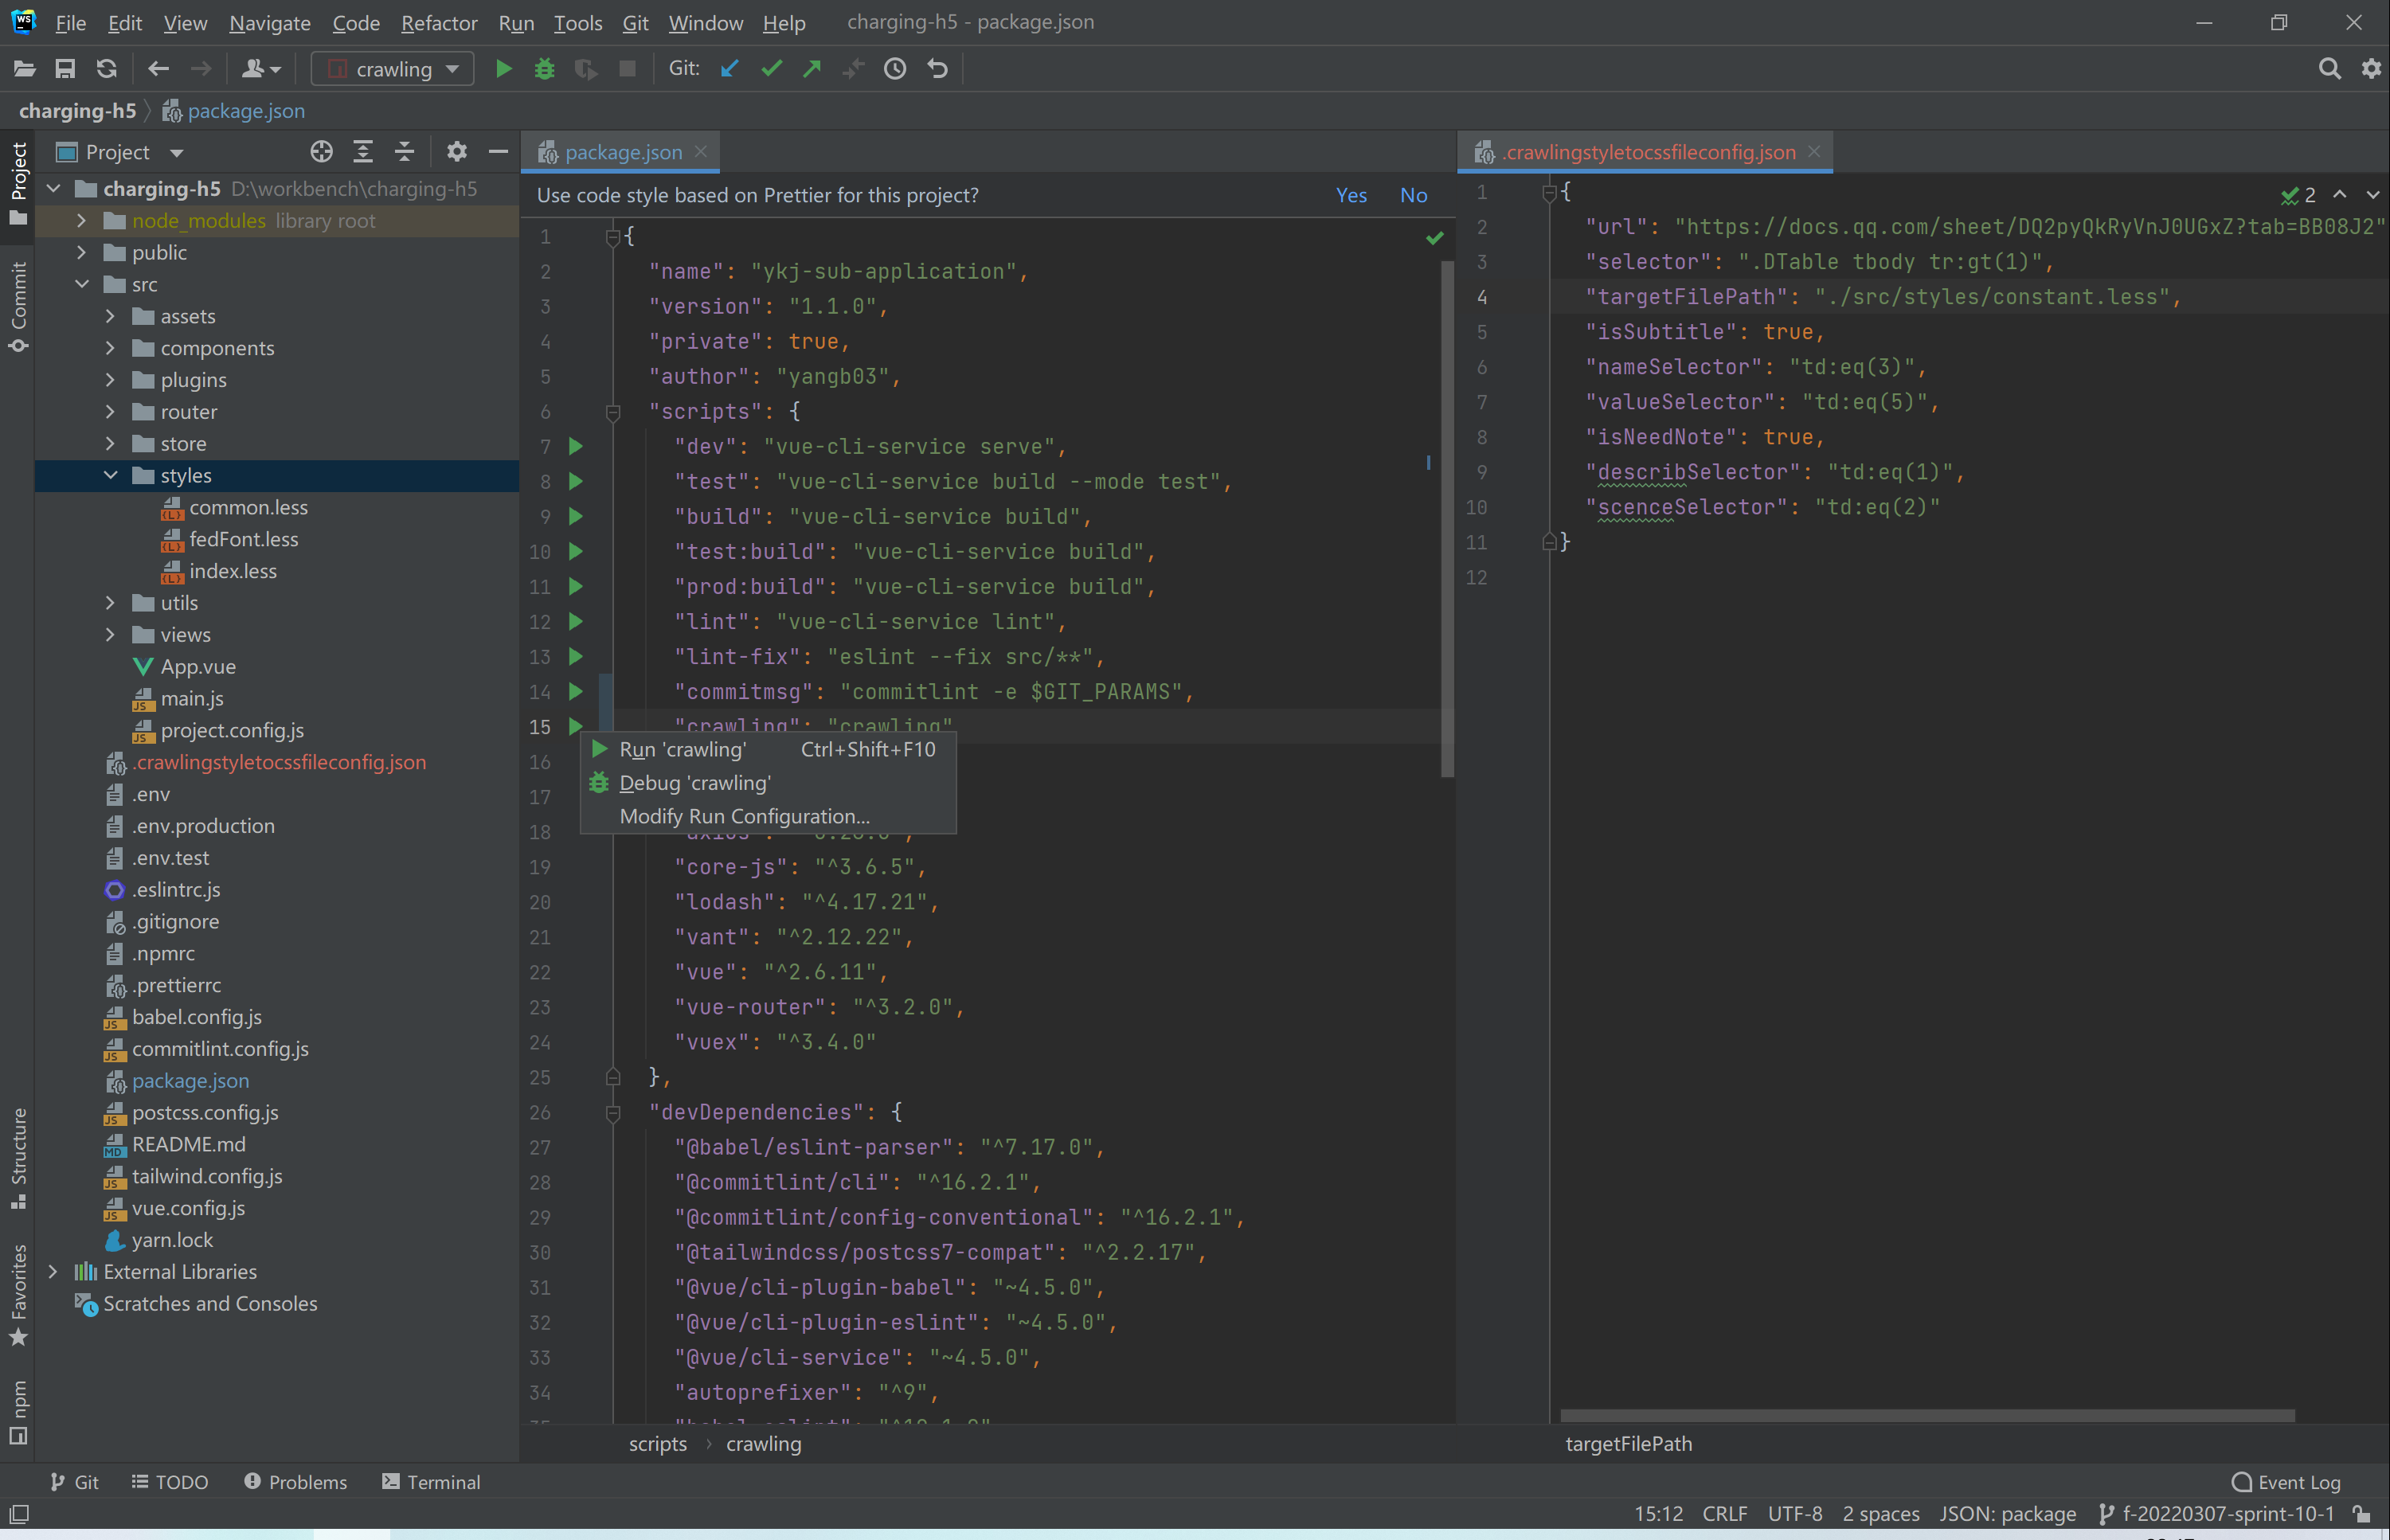 File Edit View Navigate Code Refactor Run Tools Git Window Help charging-h5 - package.json
crawling Git:
charging-h5 package.json
Project
charging-h5 D:\workbench\charging-h5
node_modules library root
public
src
assets
components
plugins
router
store
styles
common.less
fedFont.less
index.less
utils
views
App.vue
main.js
project.config.js
.crawlingstyletocssfileconfig.json
.env
.env.production
.env.test
.eslintrc.js
.gitignore
.npmrc
.prettierrc
babel.config.js
commitlint.config.js
package.json
postcss.config.js
README.md
tailwind.config.js
vue.config.js
yarn.lock
External Libraries
Scratches and Consoles
Project
Commit
Structure
Favorites
npm
package.json
Use code style based on Prettier for this project? Yes No
1 {
2 "name": "ykj-sub-application",
3 "version": "1.1.0",
4 "private": true,
5 "author": "yangb03",
6 "scripts": {
7 "dev": "vue-cli-service serve",
8 "test": "vue-cli-service build --mode test",
9 "build": "vue-cli-service build",
10 "test:build": "vue-cli-service build",
11 "prod:build": "vue-cli-service build",
12 "lint": "vue-cli-service lint",
13 "lint-fix": "eslint --fix src/**",
14 "commitmsg": "commitlint -e $GIT_PARAMS",
15 "crawling": "crawling"
Run 'crawling' Ctrl+Shift+F10
Debug 'crawling'
Modify Run Configuration...
16
17
18
19 "core-js": "^3.6.5",
20 "lodash": "^4.17.21",
21 "vant": "^2.12.22",
22 "vue": "^2.6.11",
23 "vue-router": "^3.2.0",
24 "vuex": "^3.4.0"
25 },
26 "devDependencies": {
27 "@babel/eslint-parser": "^7.17.0",
28 "@commitlint/cli": "^16.2.1",
29 "@commitlint/config-conventional": "^16.2.1",
30 "@tailwindcss/postcss7-compat": "^2.2.17",
31 "@vue/cli-plugin-babel": "~4.5.0",
32 "@vue/cli-plugin-eslint": "~4.5.0",
33 "@vue/cli-service": "~4.5.0",
34 "autoprefixer": "^9",
scripts › crawling
.crawlingstyletocssfileconfig.json
2
1 {
2 "url": "https://docs.qq.com/sheet/DQ2pyQkRyVnJ0UGxZ?tab=BB08J2"
3 "selector": ".DTable tbody tr:gt(1)",
4 "targetFilePath": "./src/styles/constant.less",
5 "isSubtitle": true,
6 "nameSelector": "td:eq(3)",
7 "valueSelector": "td:eq(5)",
8 "isNeedNote": true,
9 "describSelector": "td:eq(1)",
10 "scenceSelector": "td:eq(2)"
11 }
12
targetFilePath
Git TODO Problems Terminal Event Log
15:12 CRLF UTF-8 2 spaces JSON: package f-20220307-sprint-10-1